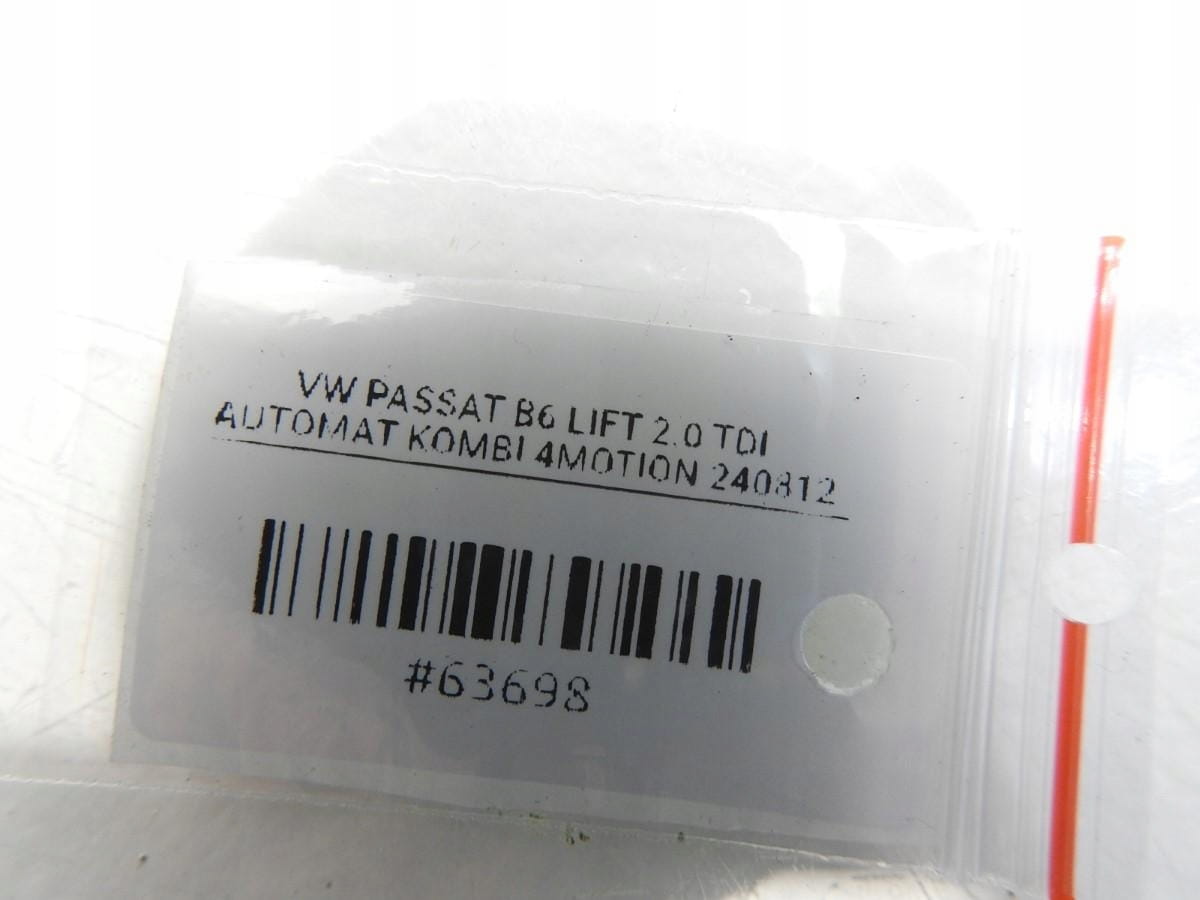 VW PASSAT B6 LIFT 2.0 TDI
AUTOMAT KOMBI 4MOTION 240812
#63698